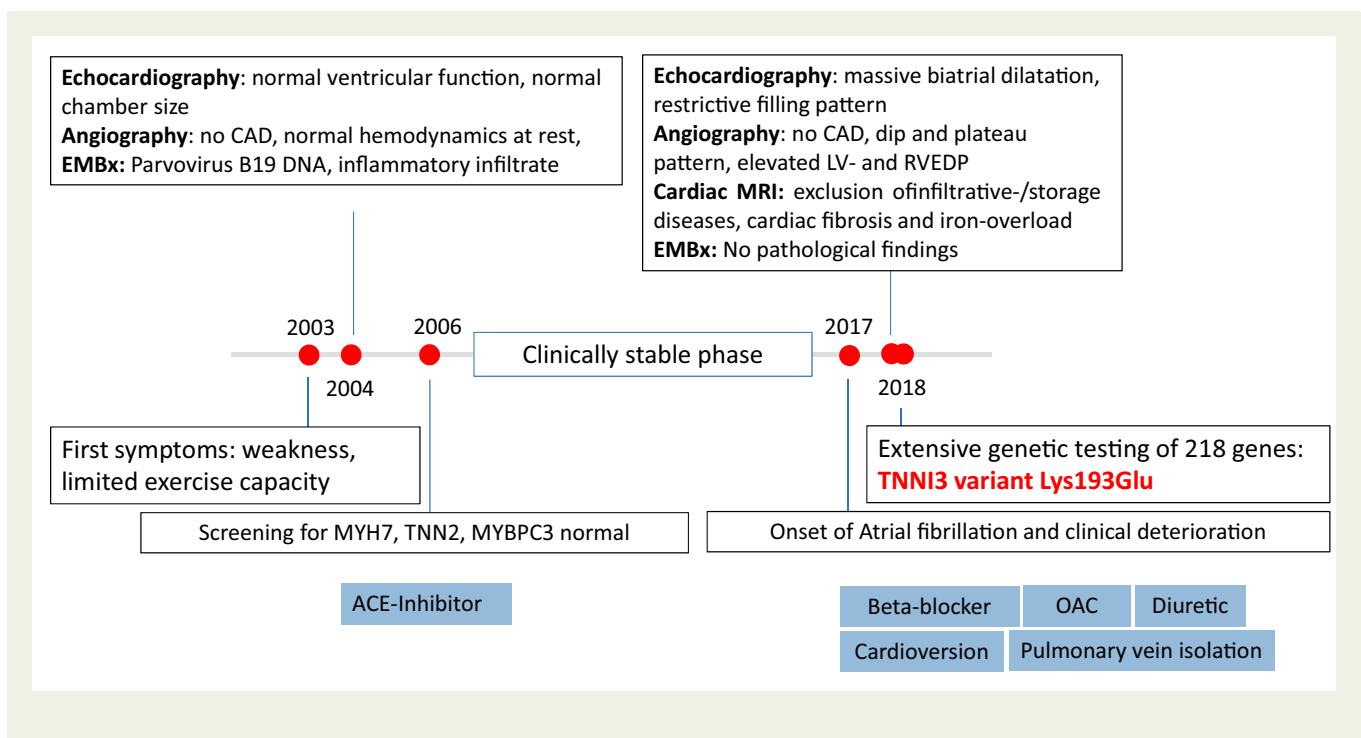 Echocardiography: normal ventricular function, normal
chamber size
Angiography: no CAD, normal hemodynamics at rest,
EMBx: Parvovirus B19 DNA, inflammatory infiltrate
Echocardiography: massive biatrial dilatation,
restrictive filling pattern
Angiography: no CAD, dip and plateau
pattern, elevated LV- and RVEDP
Cardiac MRI: exclusion ofinfiltrative-/storage
diseases, cardiac fibrosis and iron-overload
EMBx: No pathological findings
2003
2004
2006
Clinically stable phase
2017
2018
First symptoms: weakness,
limited exercise capacity
Screening for MYH7, TNN2, MYBPC3 normal
Extensive genetic testing of 218 genes:
TNNI3 variant Lys193Glu
Onset of Atrial fibrillation and clinical deterioration
ACE-Inhibitor
Beta-blocker
OAC
Diuretic
Cardioversion
Pulmonary vein isolation